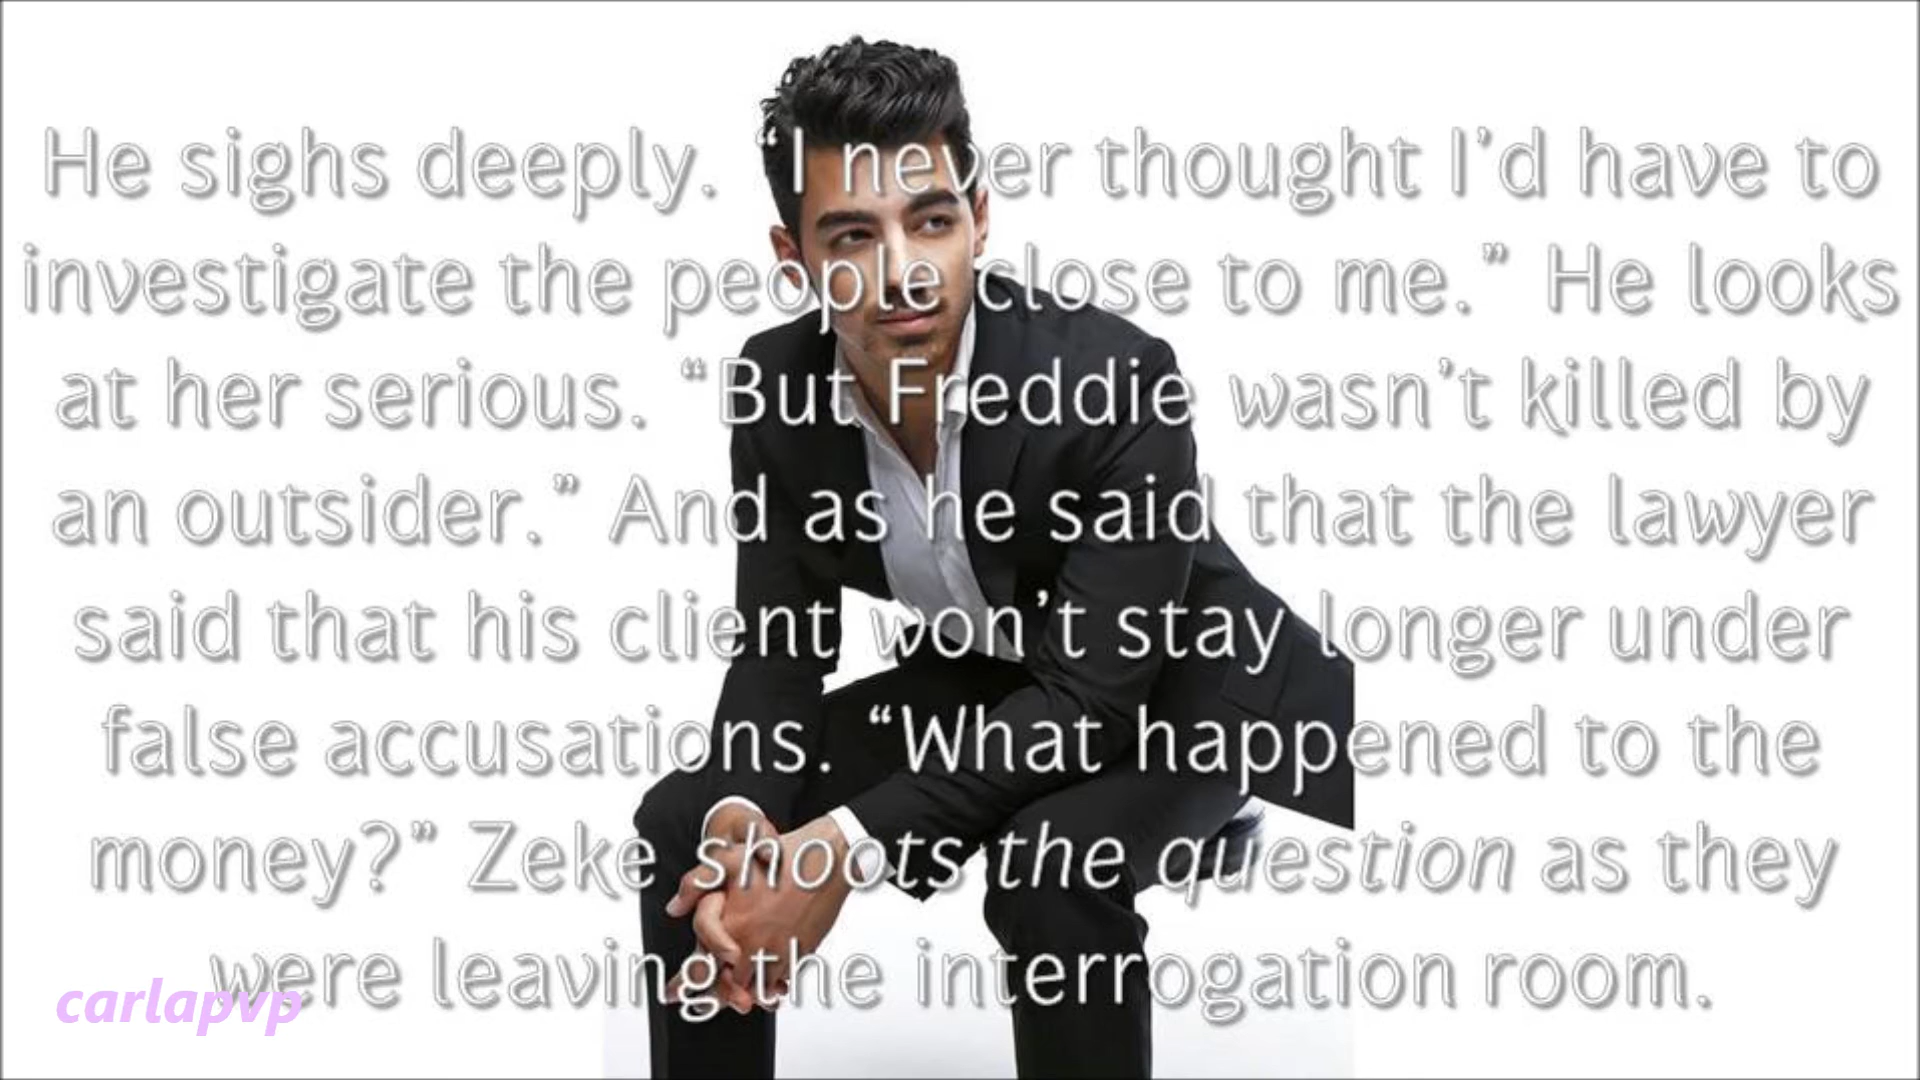 He sighs deeply. “I never thought I’d have to
investigate the people close to me.” He looks
at her serious. “But Freddie wasn’t killed by
an outsider.” And as he said that the lawyer
said that his client won’t stay longer under
false accusations. “What happened to the
money?” Zeke shoots the question as they
were leaving the interrogation room.
carlapvp